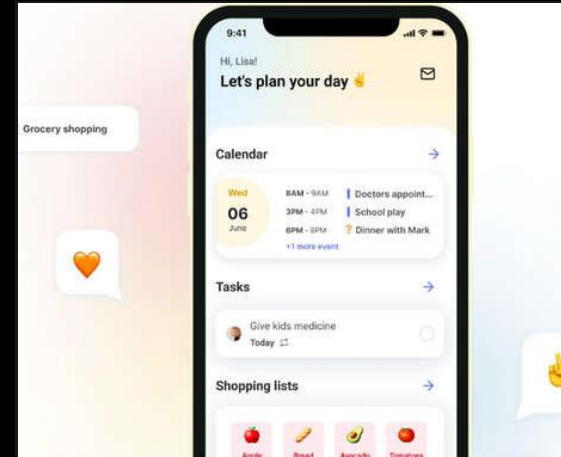 9:41
Hi, Lisa!
Let's plan your day ✌️
Grocery shopping
Calendar
Wed
06
June
8AM - 9AM Doctors appoint...
3PM - 4PM School play
6PM - 8PM ❔ Dinner with Mark
+1 more event
Tasks
Give kids medicine
Today
Shopping lists
Apple Bread Avocado Tomatoes